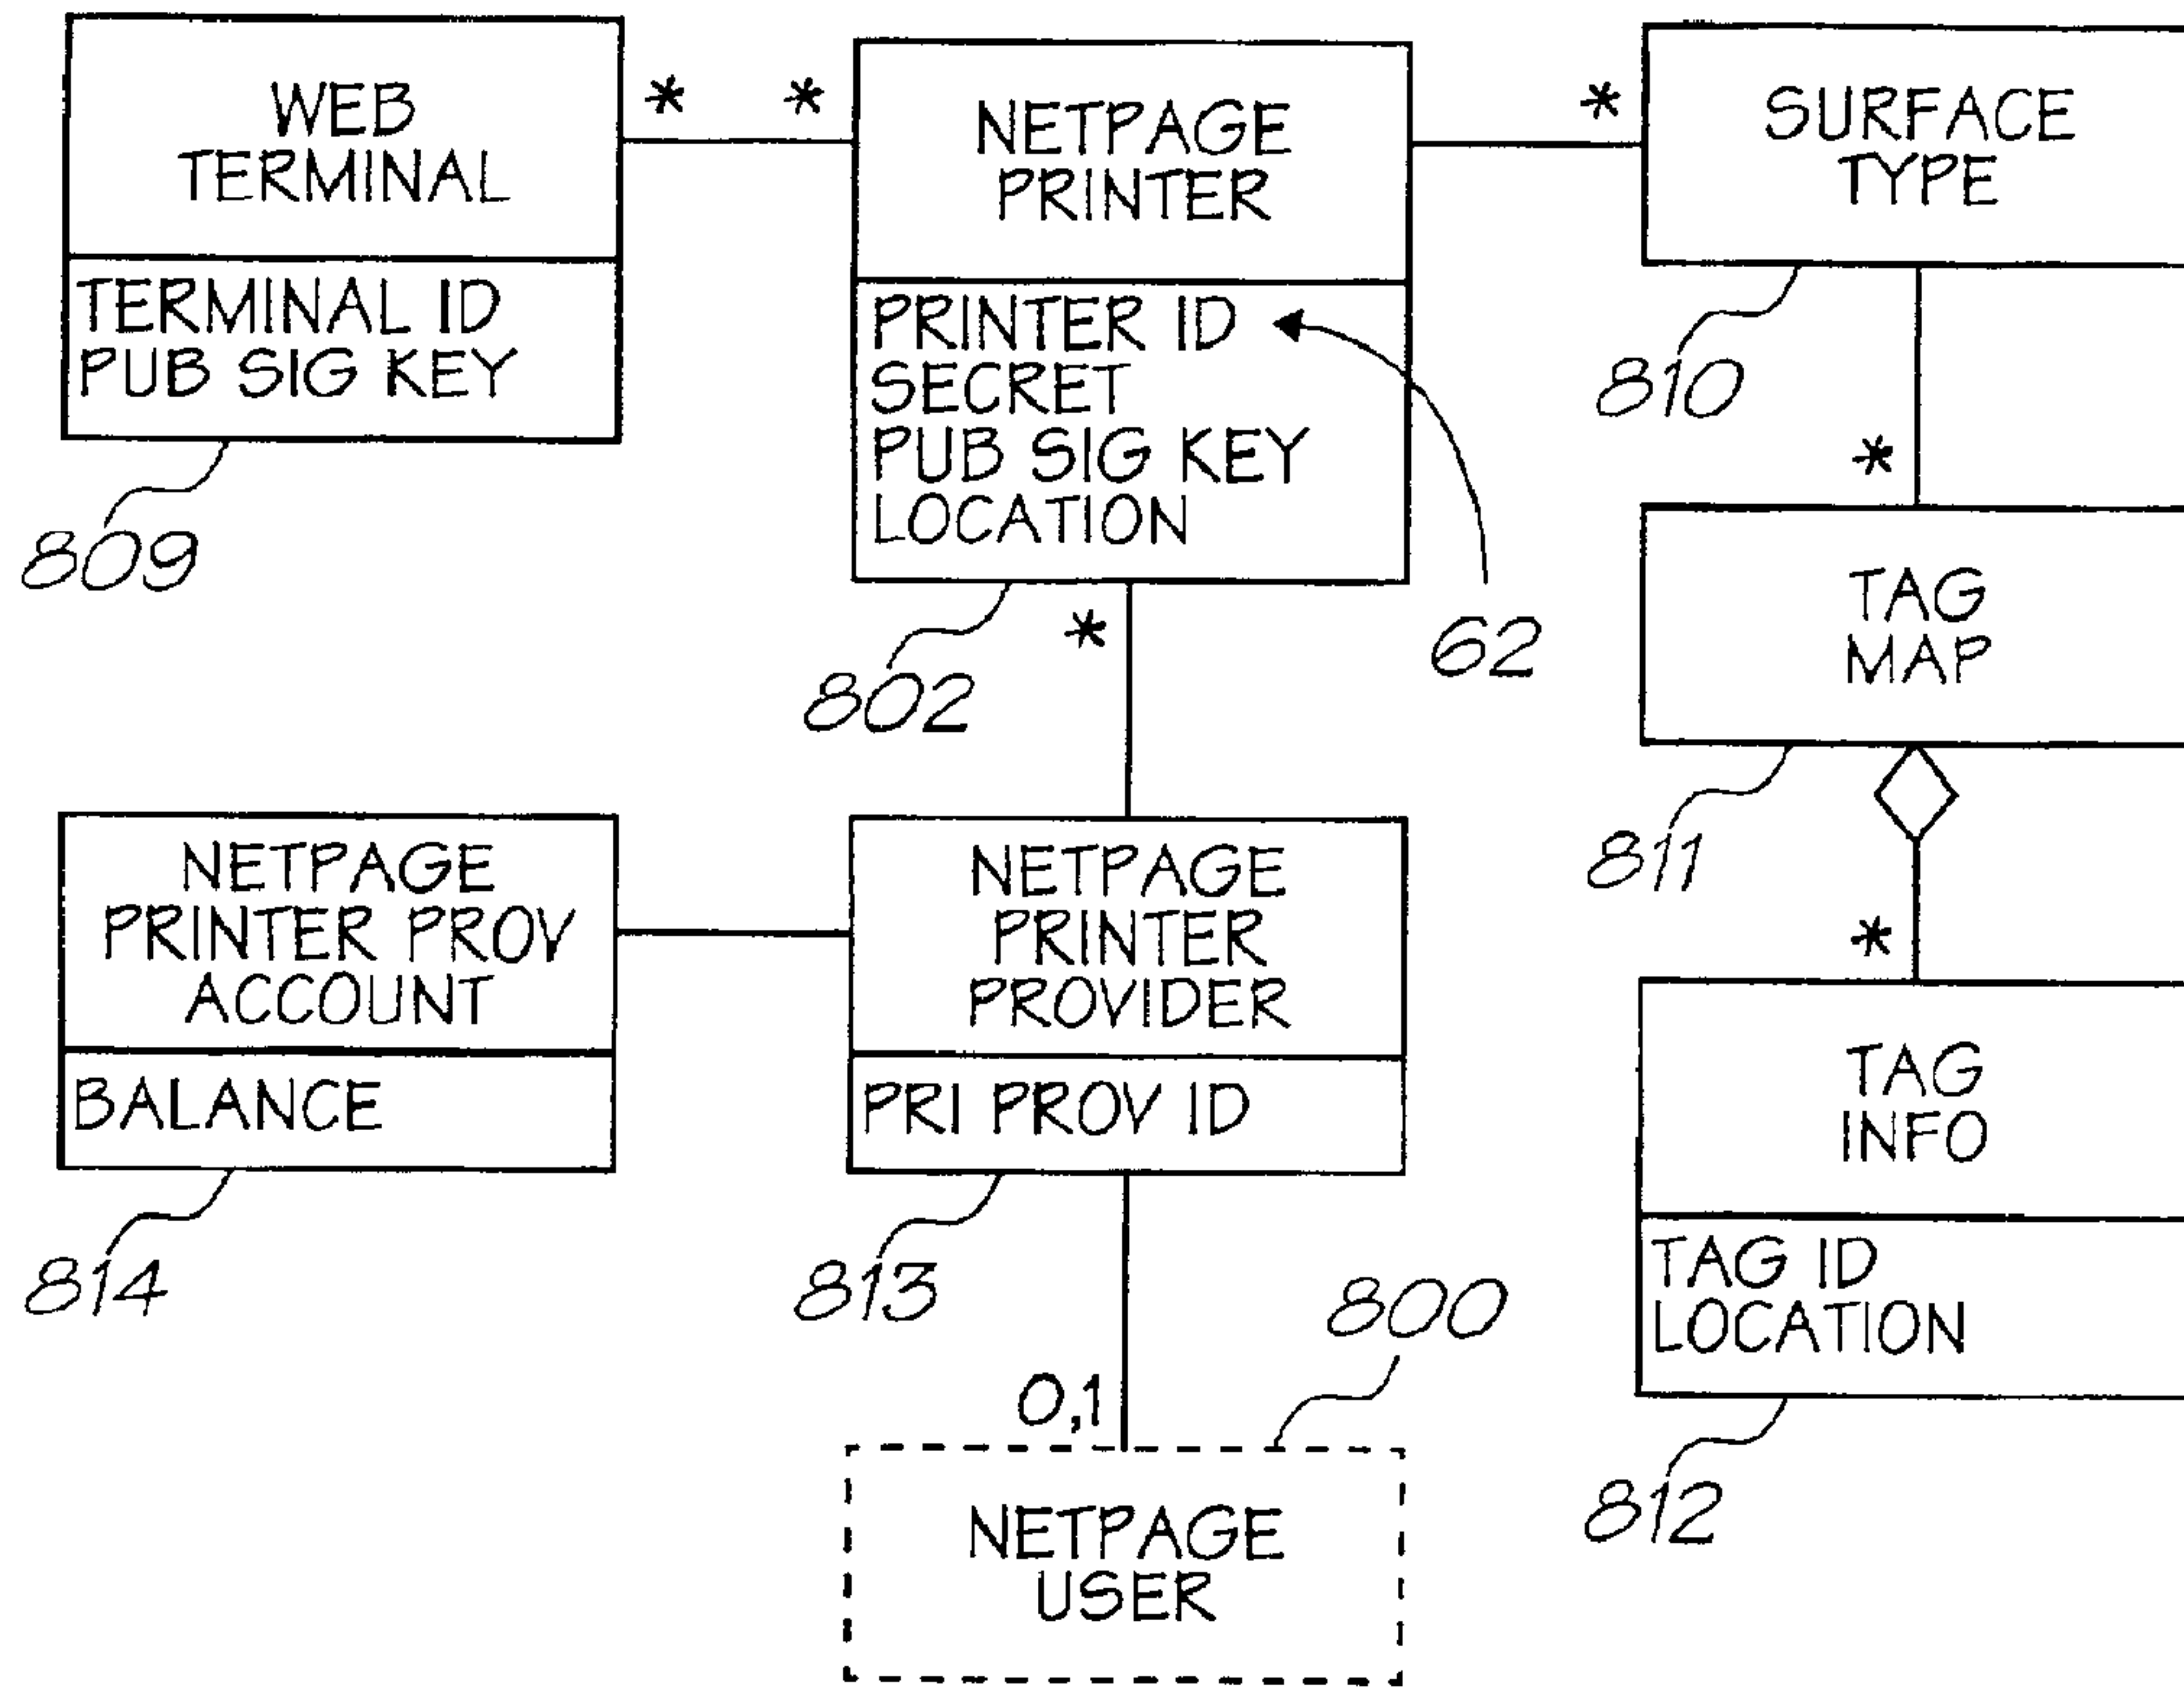 WEB
TERMINAL
TERMINAL ID
PUB SIG KEY
809
*
*
NETPAGE
PRINTER
PRINTER ID
SECRET
PUB SIG KEY
LOCATION
62
802
*
*
SURFACE
TYPE
810
*
TAG
MAP
811
*
TAG
INFO
TAG ID
LOCATION
812
NETPAGE
PRINTER PROV
ACCOUNT
BALANCE
814
NETPAGE
PRINTER
PROVIDER
PRI PROV ID
813
800
0,1
NETPAGE
USER